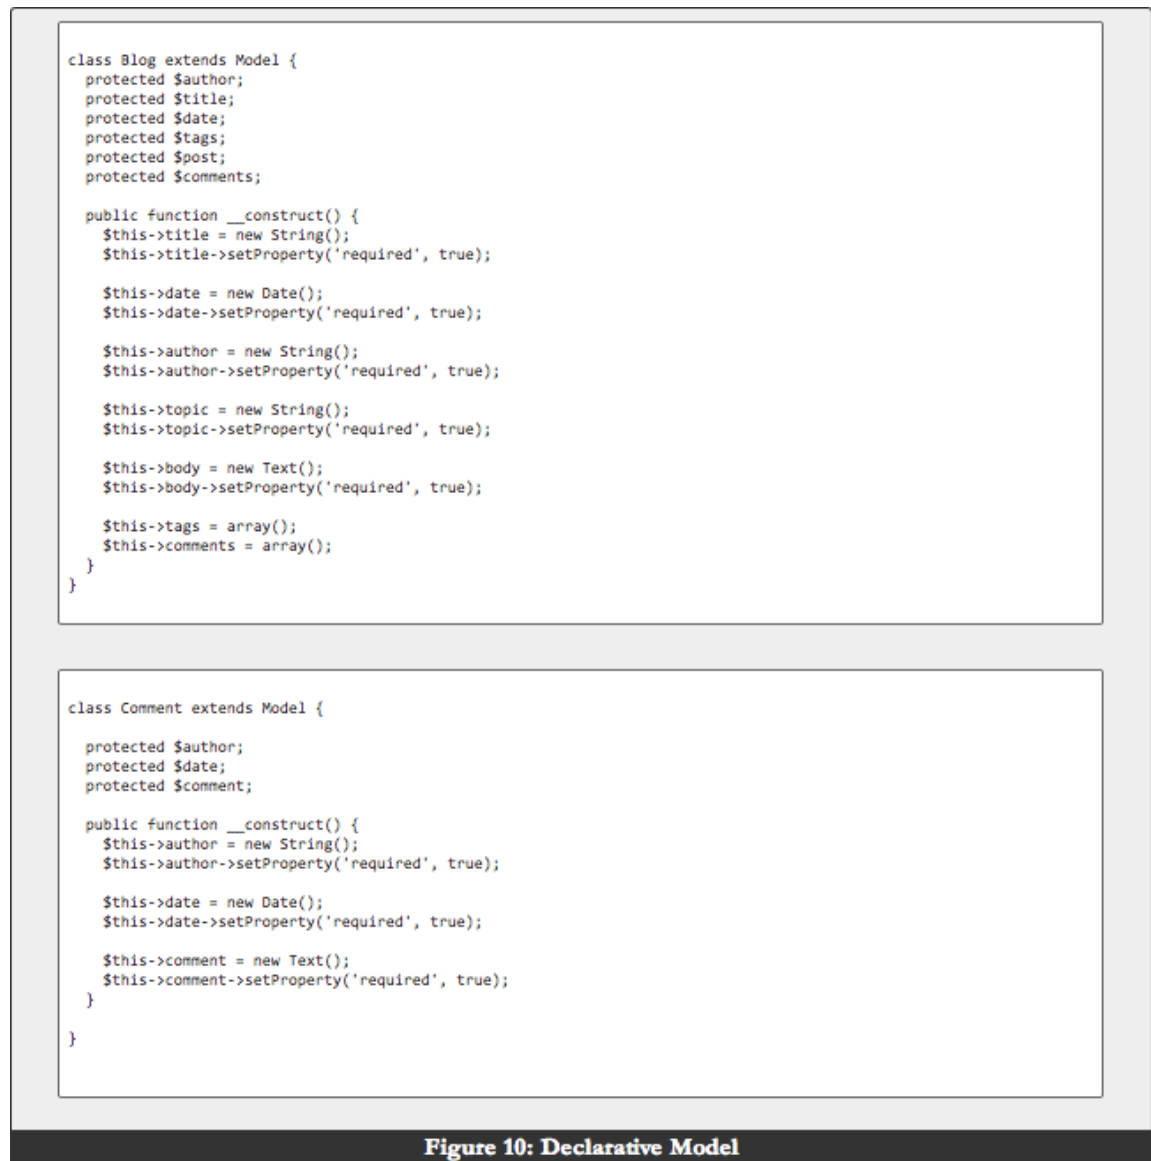 class Blog extends Model {
protected $author;
protected $title;
protected $date;
protected $tags;
protected $post;
protected $comments;
public function __construct() {
$this->title = new String();
$this->title->setProperty('required', true);
$this->date = new Date();
$this->date->setProperty('required', true);
$this->author = new String();
$this->author->setProperty('required', true);
$this->topic = new String();
$this->topic->setProperty('required', true);
$this->body = new Text();
$this->body->setProperty('required', true);
$this->tags = array();
$this->comments = array();
}
}
class Comment extends Model {
protected $author;
protected $date;
protected $comment;
public function __construct() {
$this->author = new String();
$this->author->setProperty('required', true);
$this->date = new Date();
$this->date->setProperty('required', true);
$this->comment = new Text();
$this->comment->setProperty('required', true);
}
}
Figure 10: Declarative Model